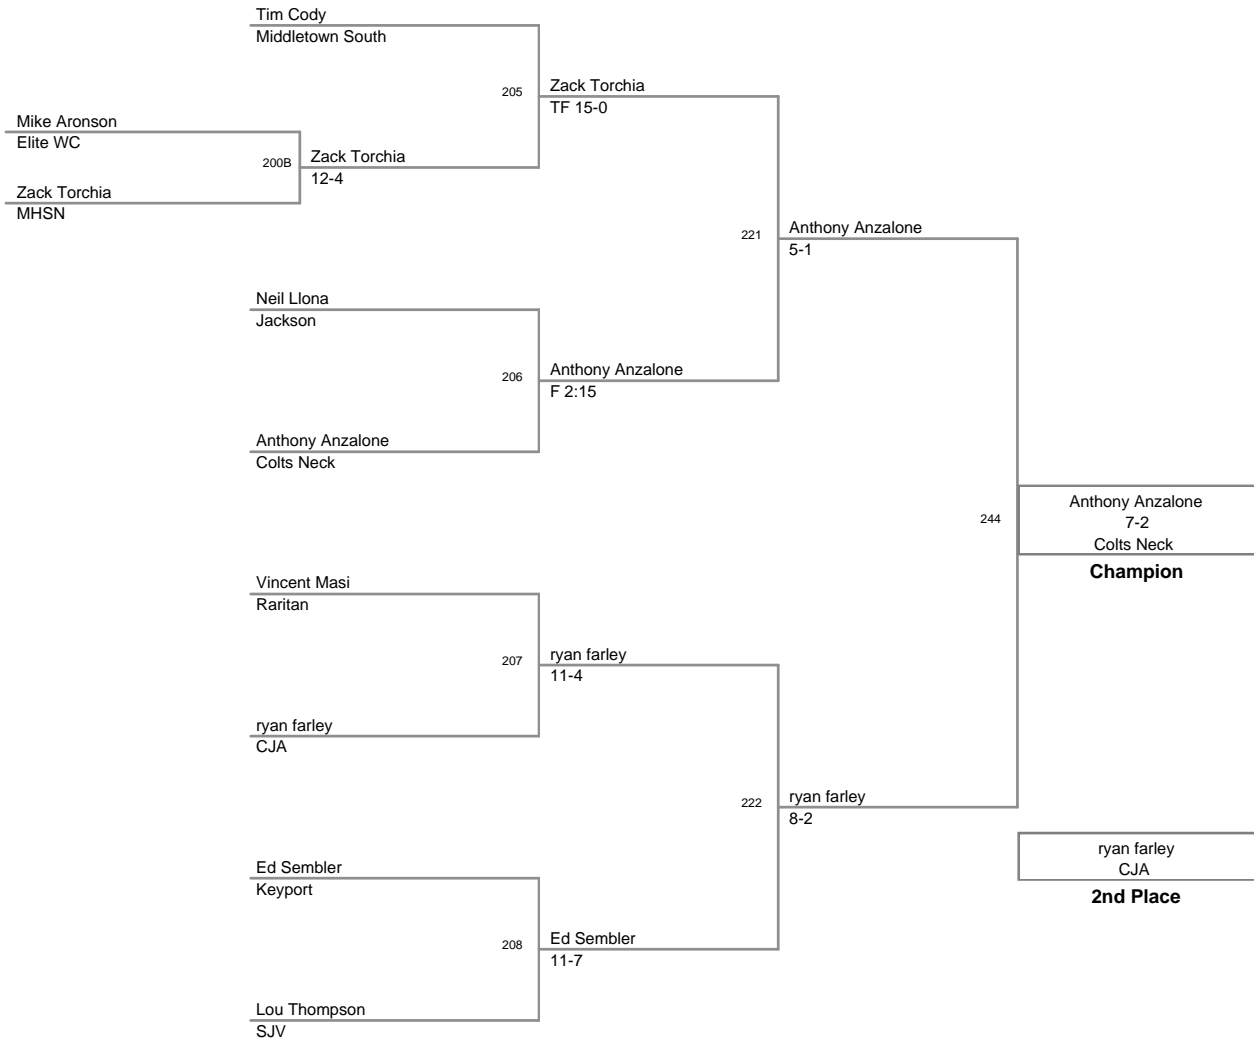 Tim Cody
Middletown South
205
Zack Torchia
TF 15-0
Mike Aronson
Elite WC
200B
Zack Torchia
12-4
Zack Torchia
MHSN
221
Anthony Anzalone
5-1
Neil Llona
Jackson
206
Anthony Anzalone
F 2:15
Anthony Anzalone
Colts Neck
244
Anthony Anzalone
7-2
Colts Neck
Champion
Vincent Masi
Raritan
207
ryan farley
11-4
ryan farley
CJA
222
ryan farley
8-2
Ed Sembler
Keyport
208
Ed Sembler
11-7
Lou Thompson
SJV
ryan farley
CJA
2nd Place